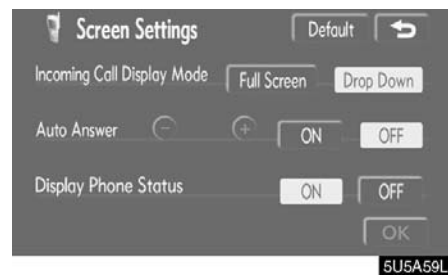 Screen Settings Default
Incoming Call Display Mode Full Screen Drop Down
Auto Answer - + ON OFF
Display Phone Status ON OFF
OK
5U5A59L